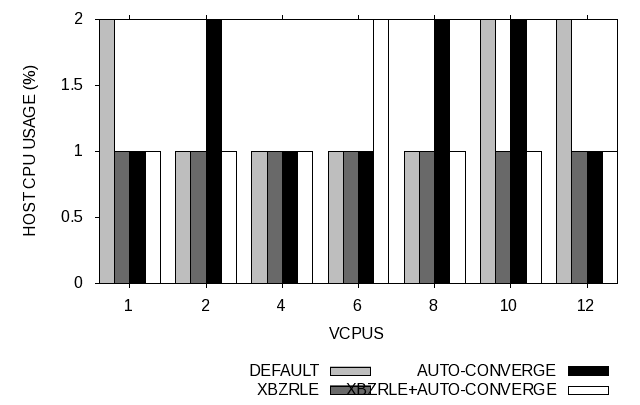 2
1.5
1
0.5
0
HOST CPU USAGE (%)
1 2 4 6 8 10 12
VCPUS
DEFAULT AUTO-CONVERGE
XBZRLE XBZRLE+AUTO-CONVERGE